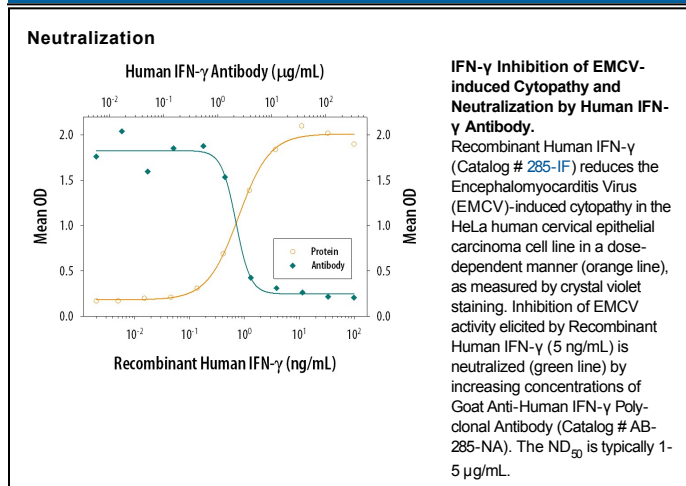 Neutralization
Human IFN-γ Antibody (μg/mL)
10⁻² 10⁻¹ 10⁰ 10¹ 10²
2.0 2.0
1.5 1.5
1.0 1.0
0.5 0.5
0.0 0.0
Mean OD
Mean OD
Protein
Antibody
10⁻² 10⁻¹ 10⁰ 10¹ 10²
Recombinant Human IFN-γ (ng/mL)
IFN-γ Inhibition of EMCV-
induced Cytopathy and
Neutralization by Human IFN-
γ Antibody.
Recombinant Human IFN-γ
(Catalog # 285-IF) reduces the
Encephalomyocarditis Virus
(EMCV)-induced cytopathy in the
HeLa human cervical epithelial
carcinoma cell line in a dose-
dependent manner (orange line),
as measured by crystal violet
staining. Inhibition of EMCV
activity elicited by Recombinant
Human IFN-γ (5 ng/mL) is
neutralized (green line) by
increasing concentrations of
Goat Anti-Human IFN-γ Poly-
clonal Antibody (Catalog # AB-
285-NA). The ND₅₀ is typically 1-
5 µg/mL.